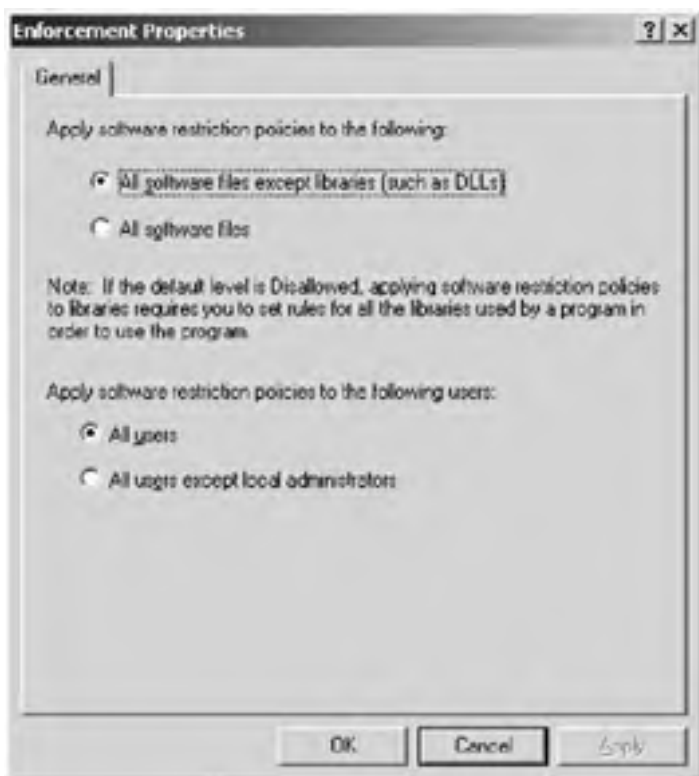 Enforcement Properties
? ×
General
Apply software restriction policies to the following:
All software files except libraries (such as DLLs)
All software files
Note: If the default level is Disallowed, applying software restriction policies
to libraries requires you to set rules for all the libraries used by a program in
order to use the program.
Apply software restriction policies to the following users:
All users
All users except local administrators
OK Cancel Apply